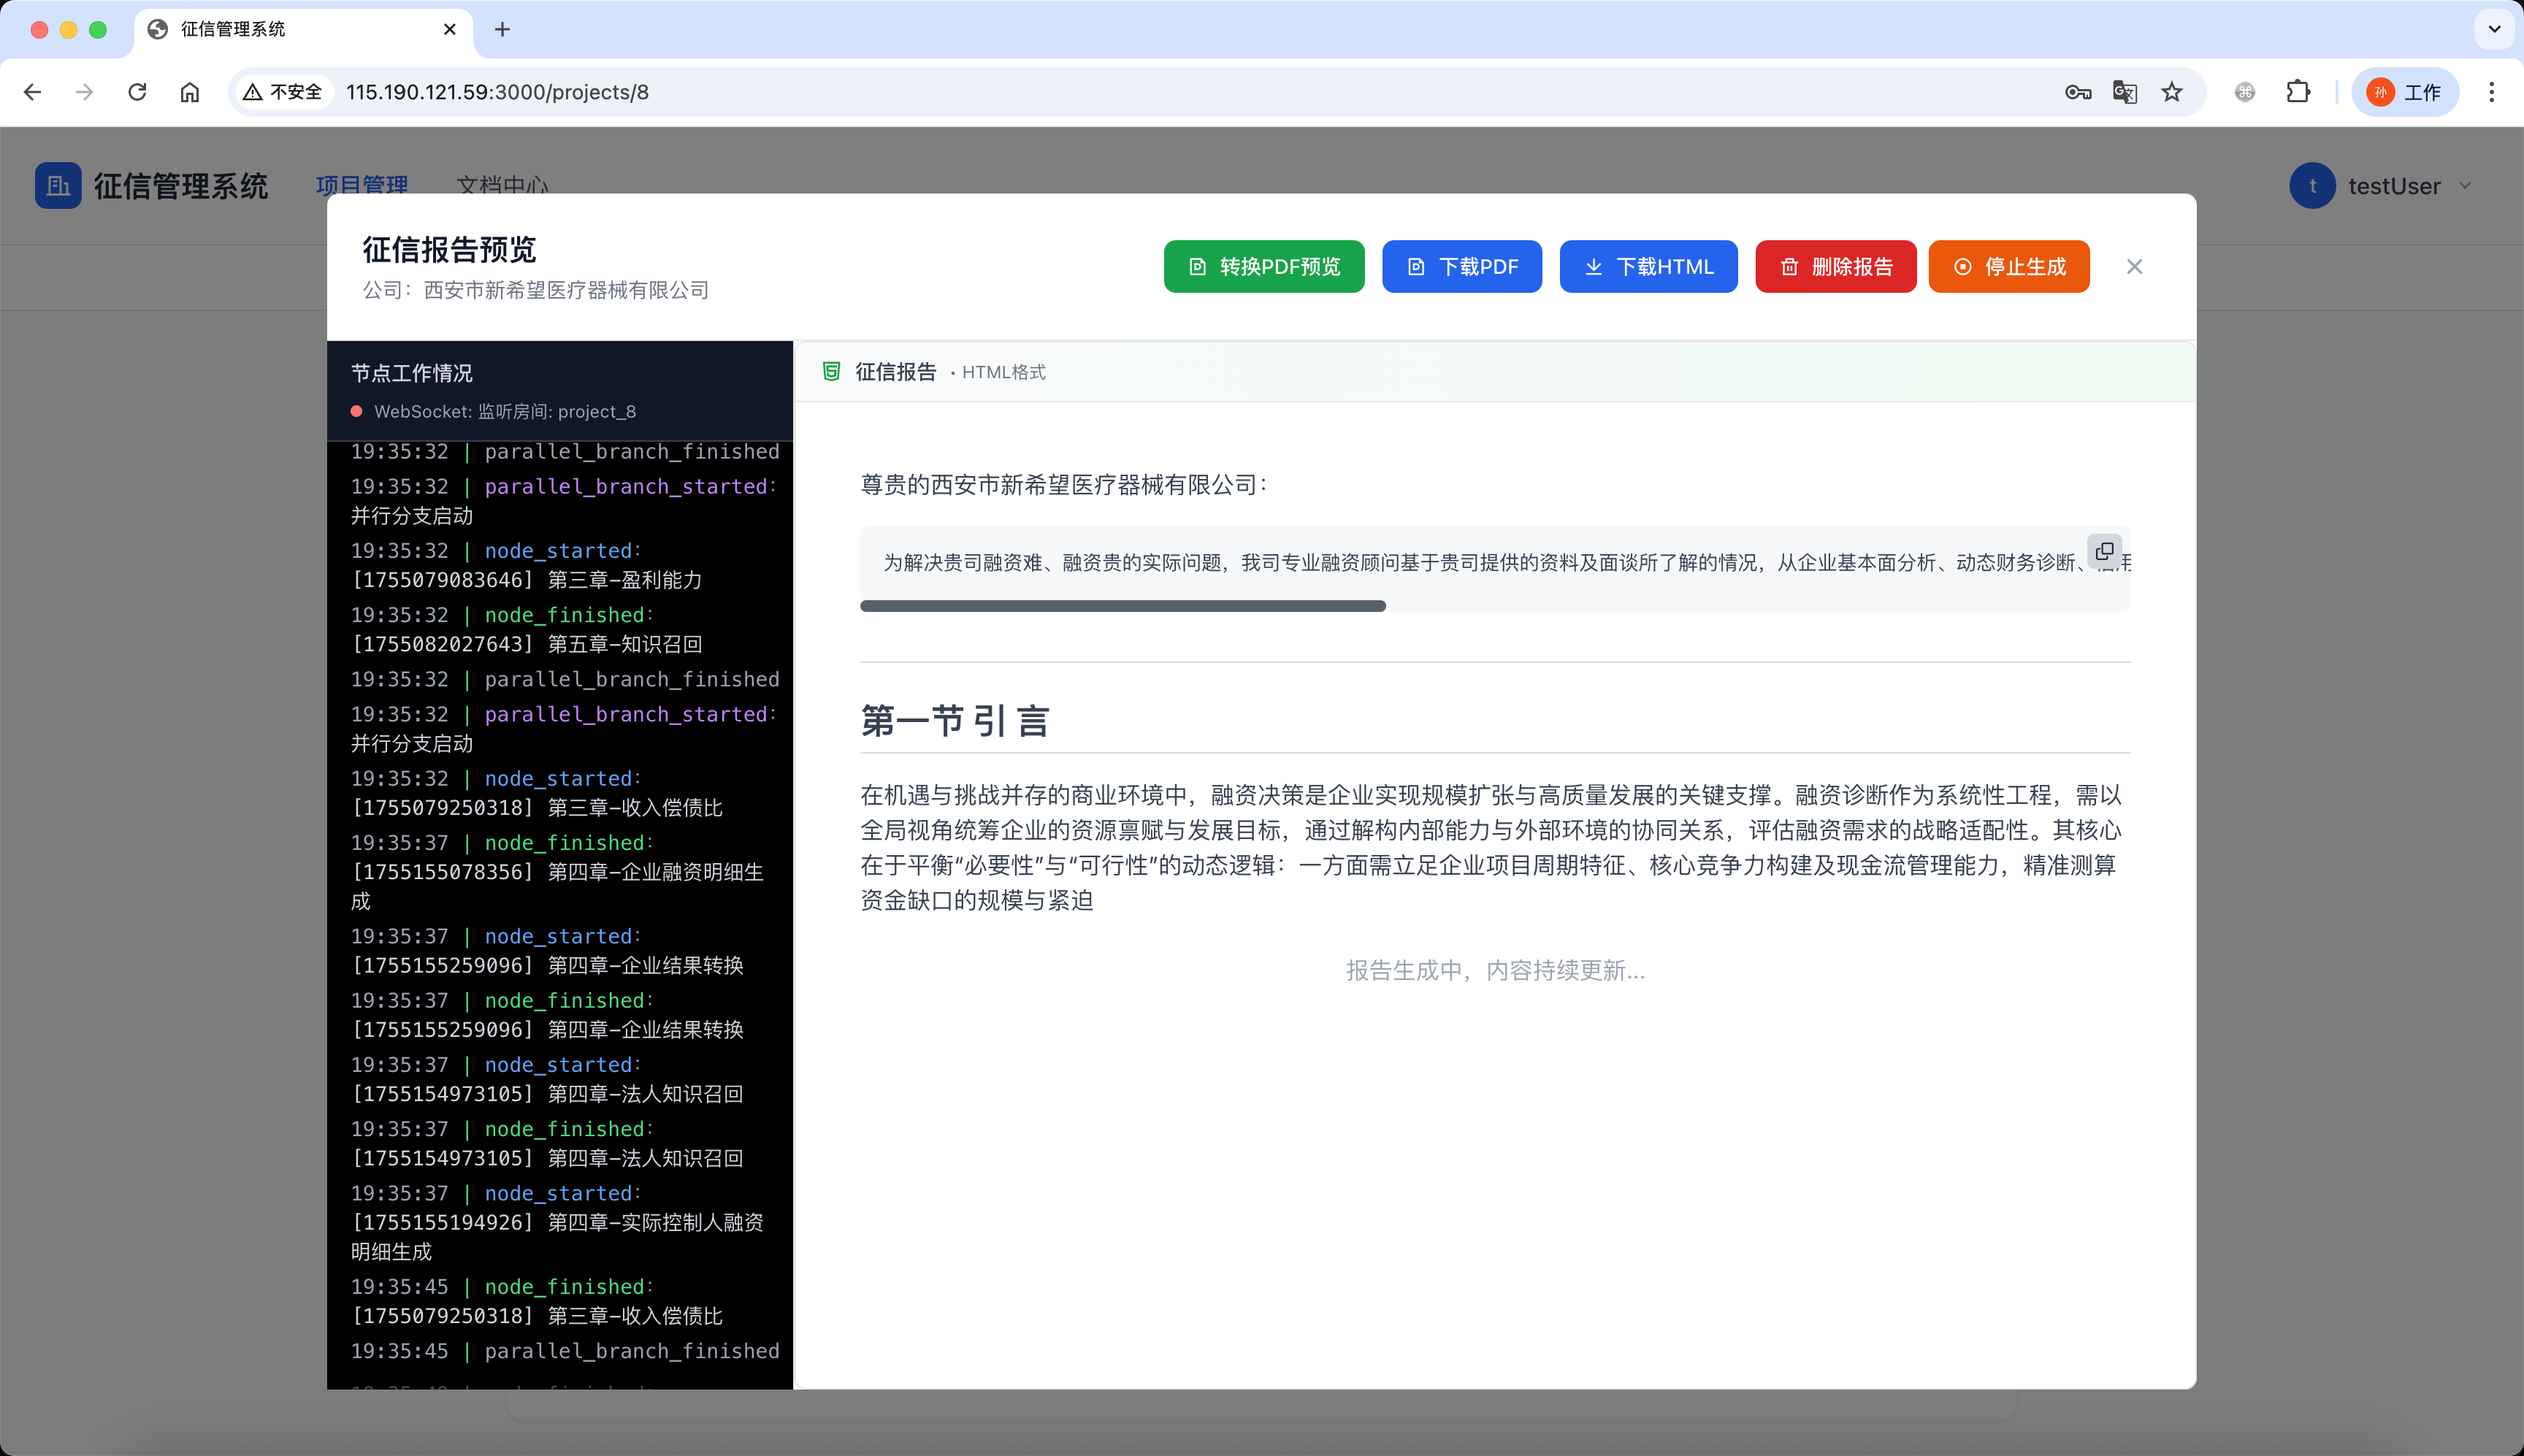 征信管理系统
不安全
115.190.121.59:3000/projects/8
孙
工作
征信管理系统
项目管理
文档中心
t
testUser
征信报告预览
公司：西安市新希望医疗器械有限公司
转换PDF预览
下载PDF
下载HTML
删除报告
停止生成
节点工作情况
WebSocket: 监听房间: project_8
19:35:32 | parallel_branch_finished
19:35:32 | parallel_branch_started:
并行分支启动
19:35:32 | node_started:
[1755079083646] 第三章-盈利能力
19:35:32 | node_finished:
[1755082027643] 第五章-知识召回
19:35:32 | parallel_branch_finished
19:35:32 | parallel_branch_started:
并行分支启动
19:35:32 | node_started:
[1755079250318] 第三章-收入偿债比
19:35:37 | node_finished:
[1755155078356] 第四章-企业融资明细生
成
19:35:37 | node_started:
[1755155259096] 第四章-企业结果转换
19:35:37 | node_finished:
[1755155259096] 第四章-企业结果转换
19:35:37 | node_started:
[1755154973105] 第四章-法人知识召回
19:35:37 | node_finished:
[1755154973105] 第四章-法人知识召回
19:35:37 | node_started:
[1755155194926] 第四章-实际控制人融资
明细生成
19:35:45 | node_finished:
[1755079250318] 第三章-收入偿债比
19:35:45 | parallel_branch_finished
征信报告 • HTML格式
尊贵的西安市新希望医疗器械有限公司：
为解决贵司融资难、融资贵的实际问题，我司专业融资顾问基于贵司提供的资料及面谈所了解的情况，从企业基本面分析、动态财务诊断、
第一节 引 言
在机遇与挑战并存的商业环境中，融资决策是企业实现规模扩张与高质量发展的关键支撑。融资诊断作为系统性工程，需以
全局视角统筹企业的资源禀赋与发展目标，通过解构内部能力与外部环境的协同关系，评估融资需求的战略适配性。其核心
在于平衡“必要性”与“可行性”的动态逻辑：一方面需立足企业项目周期特征、核心竞争力构建及现金流管理能力，精准测算
资金缺口的规模与紧迫
报告生成中，内容持续更新...